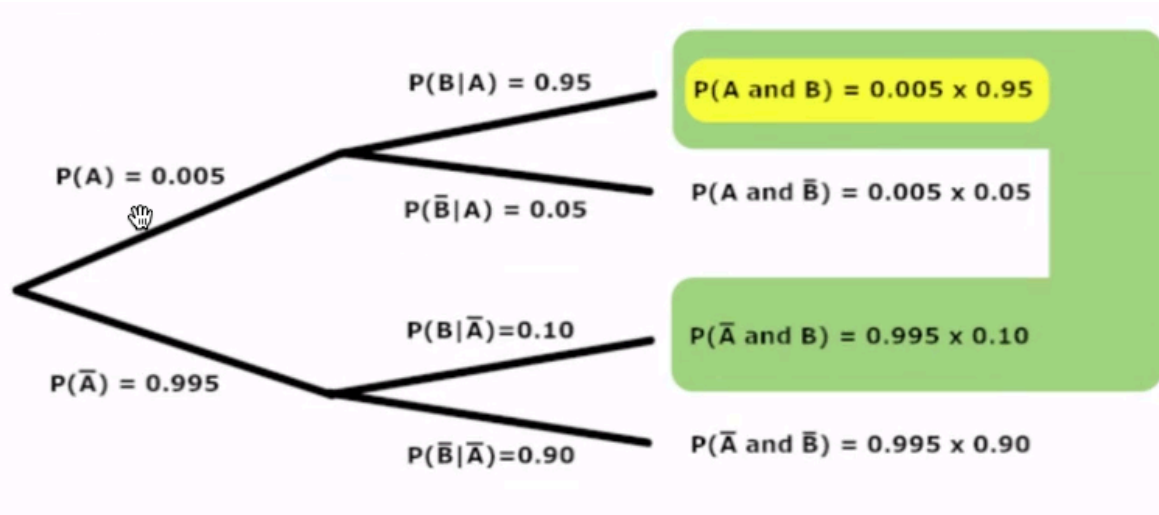 P(B|A) = 0.95
P(A and B) = 0.005 x 0.95
P(A) = 0.005
P(B̅|A) = 0.05
P(A and B̅) = 0.005 x 0.05
P(B|A̅)=0.10
P(A̅ and B) = 0.995 x 0.10
P(A̅) = 0.995
P(B̅|A̅)=0.90
P(A̅ and B̅) = 0.995 x 0.90